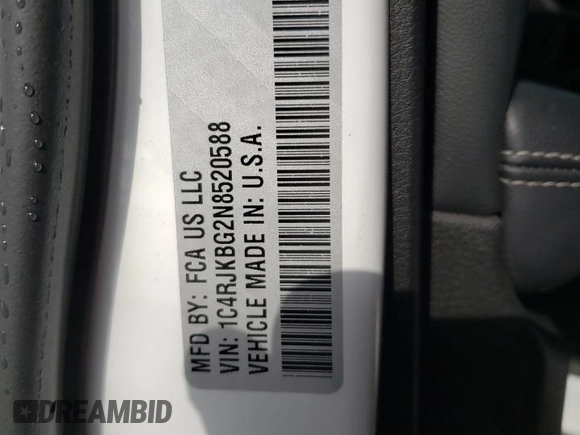 MFD BY: FCA US LLC
VIN: 1C4RJKBG2N8520588
VEHICLE MADE IN: U.S.A.
DREAMBID